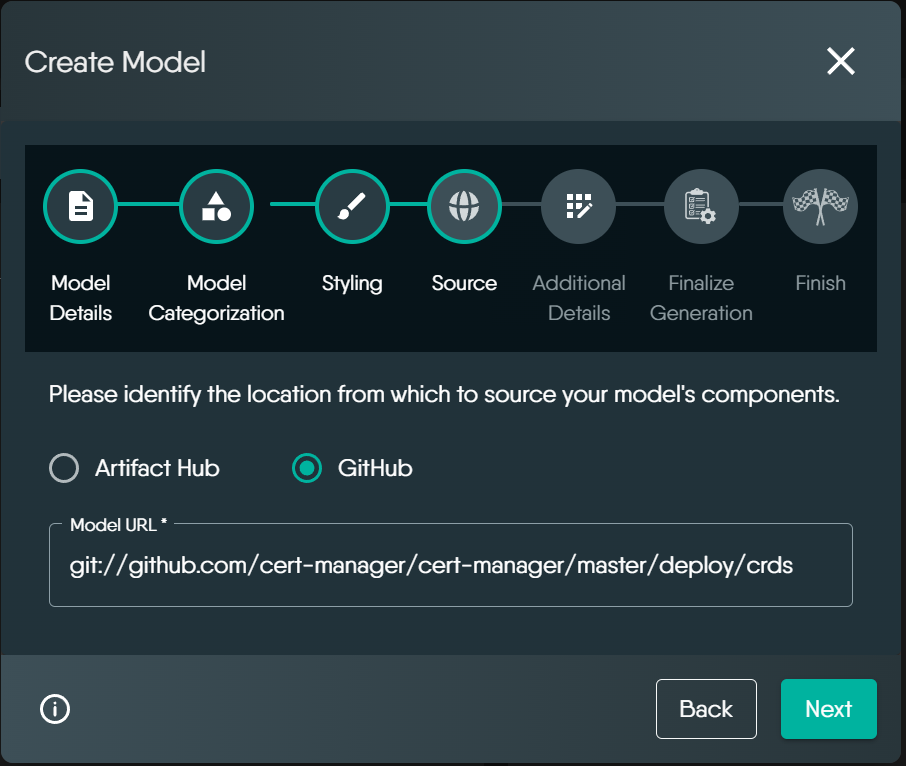 Create Model
Model
Details
Model
Categorization
Styling
Source
Additional
Details
Finalize
Generation
Finish
Please identify the location from which to source your model's components.
Artifact Hub
GitHub
Model URL *
git://github.com/cert-manager/cert-manager/master/deploy/crds
Back
Next